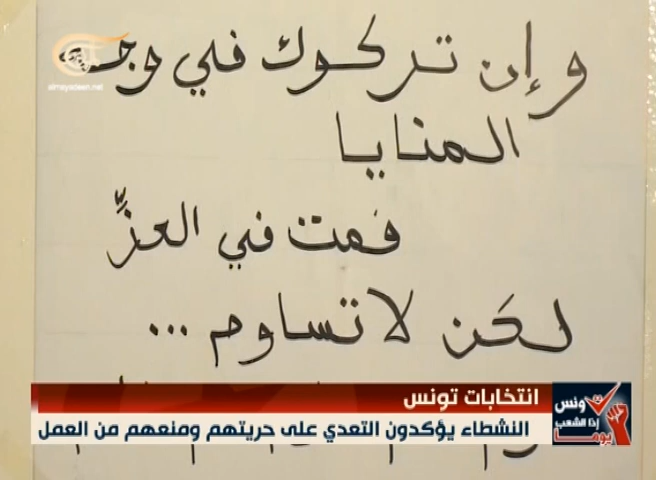 almayadeen.net
وإن تركوك في وجه
المنايا
فمت في العزِّ
لكن لا تساوم ...
انتخابات تونس
النشطاء يؤكدون التعدي على حريتهم ومنعهم من العمل
تونس
إذا الشعب
يوما